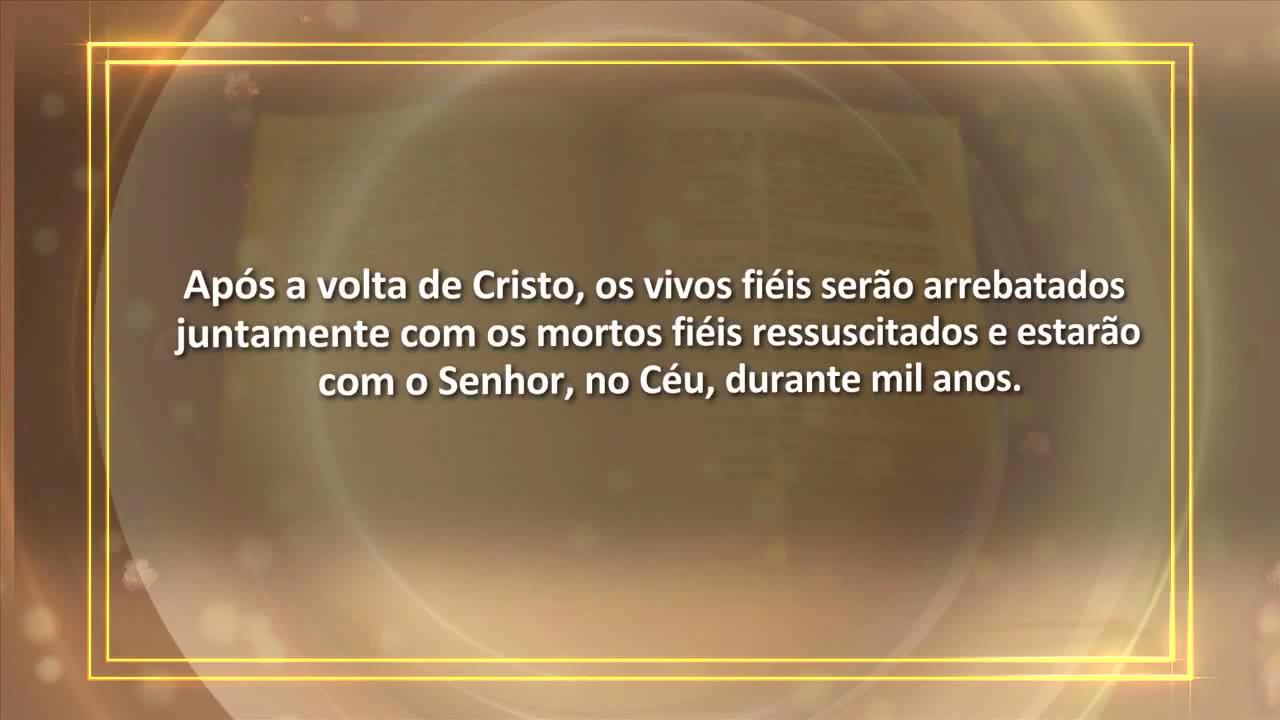 Após a volta de Cristo, os vivos fiéis serão arrebatados
juntamente com os mortos fiéis ressuscitados e estarão
com o Senhor, no Céu, durante mil anos.